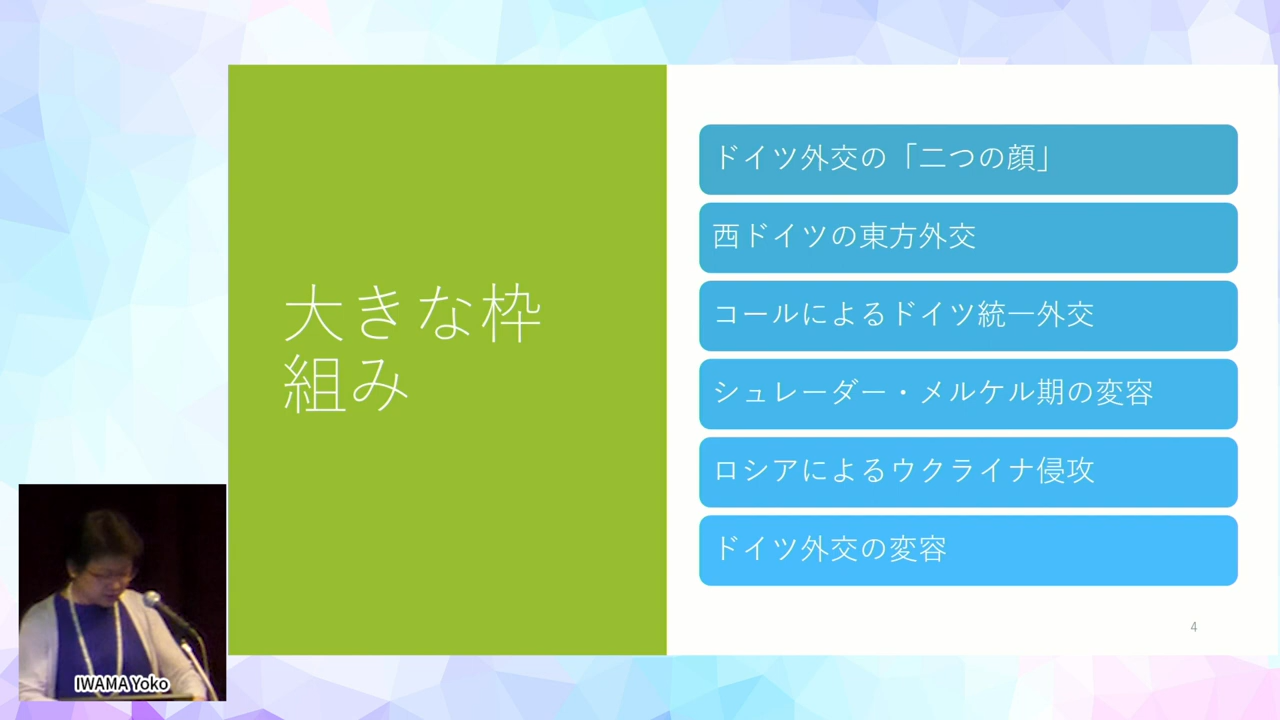 大きな枠
組み
ドイツ外交の「二つの顔」
西ドイツの東方外交
コールによるドイツ統一外交
シュレーダー・メルケル期の変容
ロシアによるウクライナ侵攻
ドイツ外交の変容
4
IWAMA Yoko